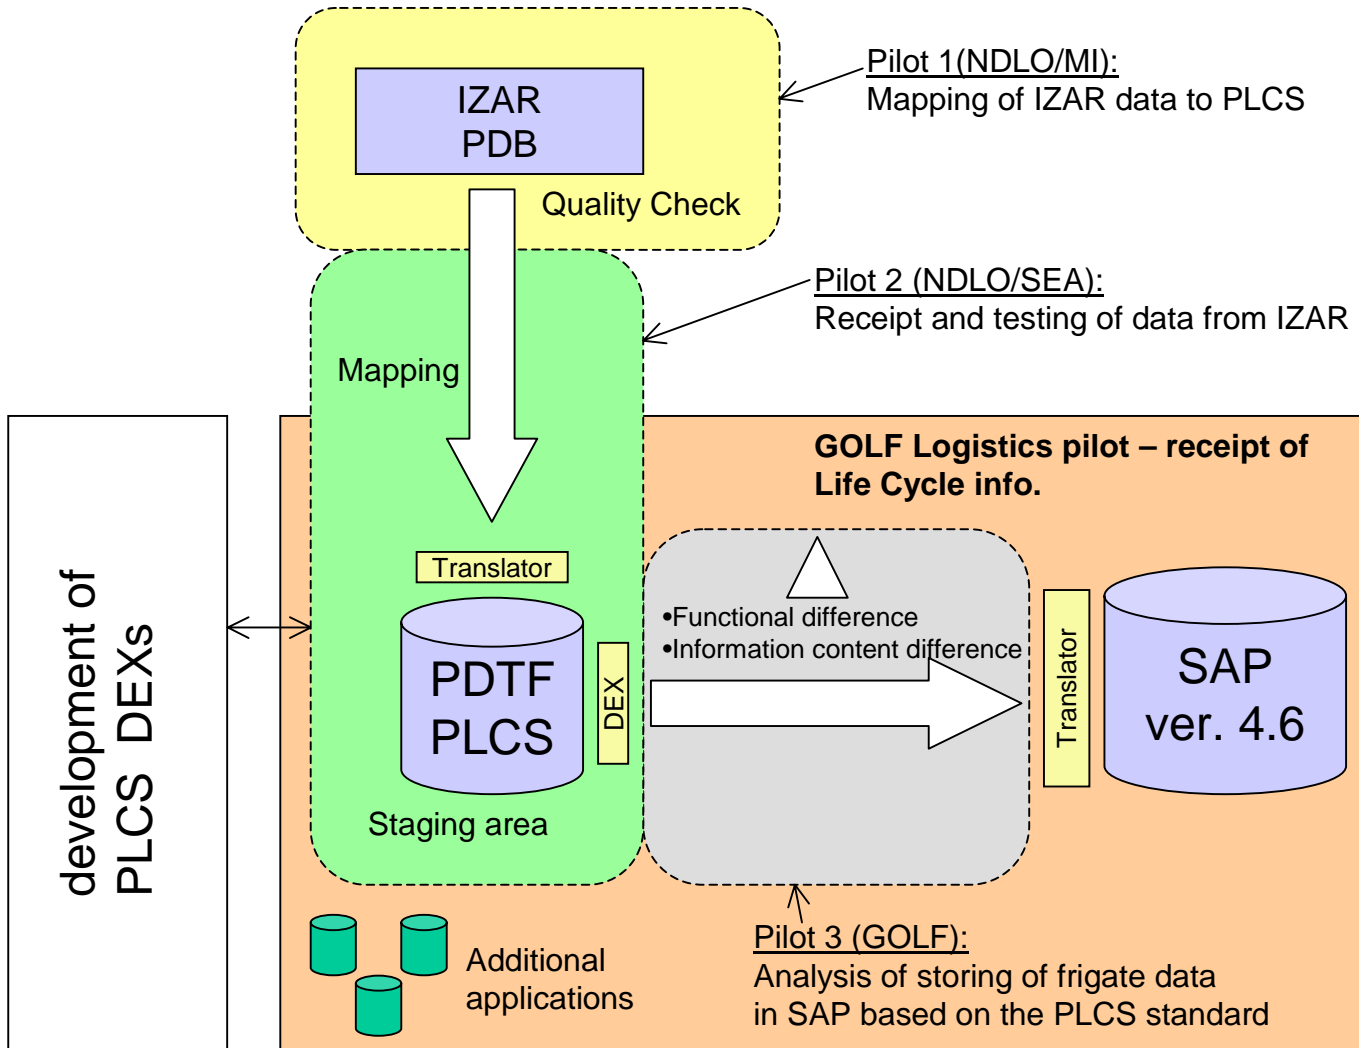 IZAR
PDB
Quality Check
Pilot 1(NDLO/MI):
Mapping of IZAR data to PLCS
Pilot 2 (NDLO/SEA):
Receipt and testing of data from IZAR
Mapping
GOLF Logistics pilot – receipt of
Life Cycle info.
development of
PLCS DEXs
Translator
PDTF
PLCS
DEX
Staging area
•Functional difference
•Information content difference
Translator
SAP
ver. 4.6
Additional
applications
Pilot 3 (GOLF):
Analysis of storing of frigate data
in SAP based on the PLCS standard